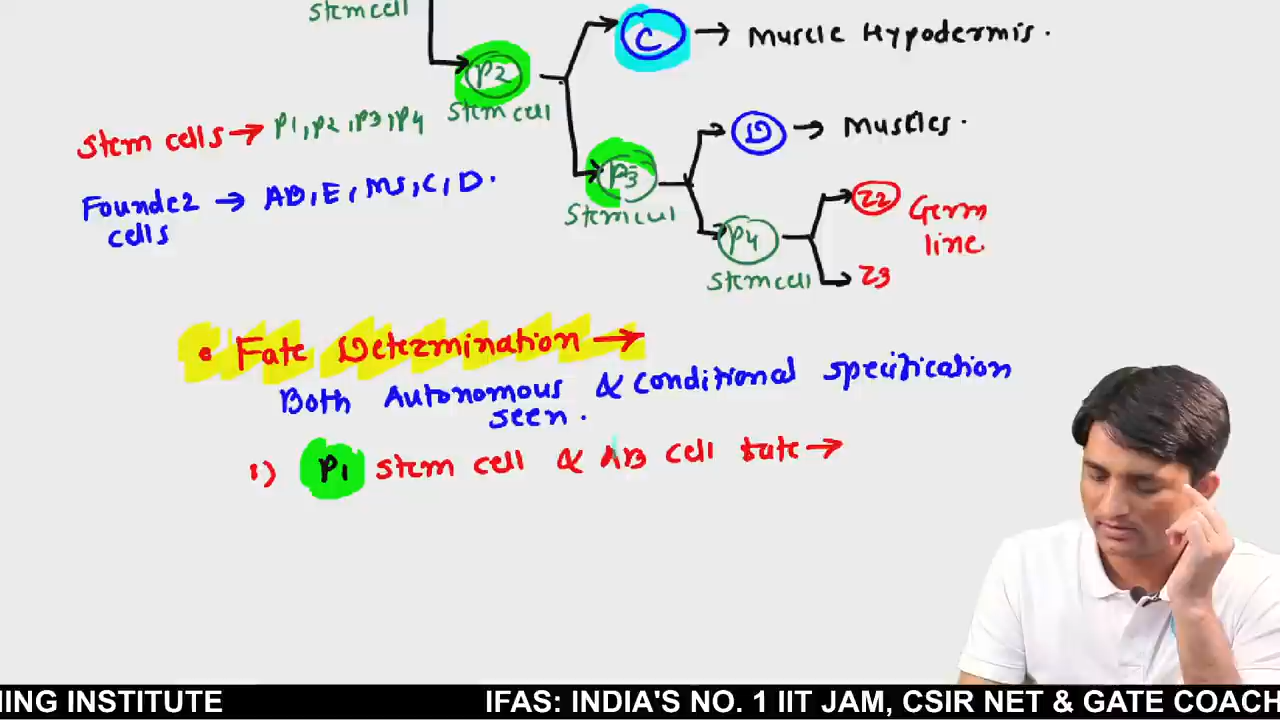 Stem cell
C → Muscle Hypodermis.
P2
Stem cell
D → Muscles.
Stem cells → P1, P2, P3, P4
P3
Stem cell
Founder → AB, E, MS, C, D.
cells
Z2 Germ
line
P4
Stem cell
Z3
• Fate Determination →
Both Autonomous & Conditional specification
seen.
1) P1 stem cell & AB cell fate →
NING INSTITUTE IFAS: INDIA'S NO. 1 IIT JAM, CSIR NET & GATE COACH